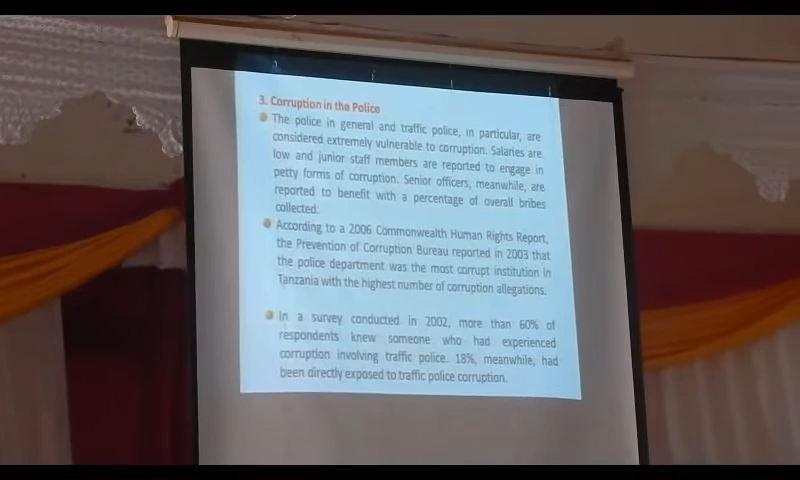 3. Corruption in the Police
The police in general and traffic police, in particular, are
considered extremely vulnerable to corruption. Salaries are
low and junior staff members are reported to engage in
petty forms of corruption. Senior officers, meanwhile, are
reported to benefit with a percentage of overall bribes
collected.
According to a 2006 Commonwealth Human Rights Report,
the Prevention of Corruption Bureau reported in 2003 that
the police department was the most corrupt institution in
Tanzania with the highest number of corruption allegations.
In a survey conducted in 2002, more than 60% of
respondents knew someone who had experienced
corruption involving traffic police. 18%, meanwhile, had
been directly exposed to traffic police corruption.